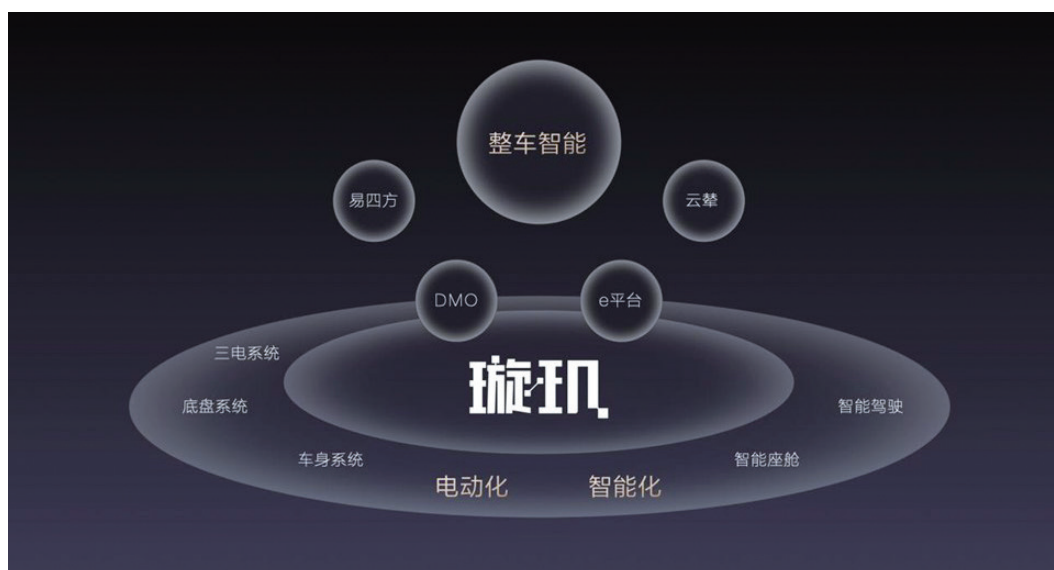 整车智能
易四方
云辇
DMO
e平台
三电系统
璇玑
底盘系统
智能驾驶
车身系统
智能座舱
电动化
智能化